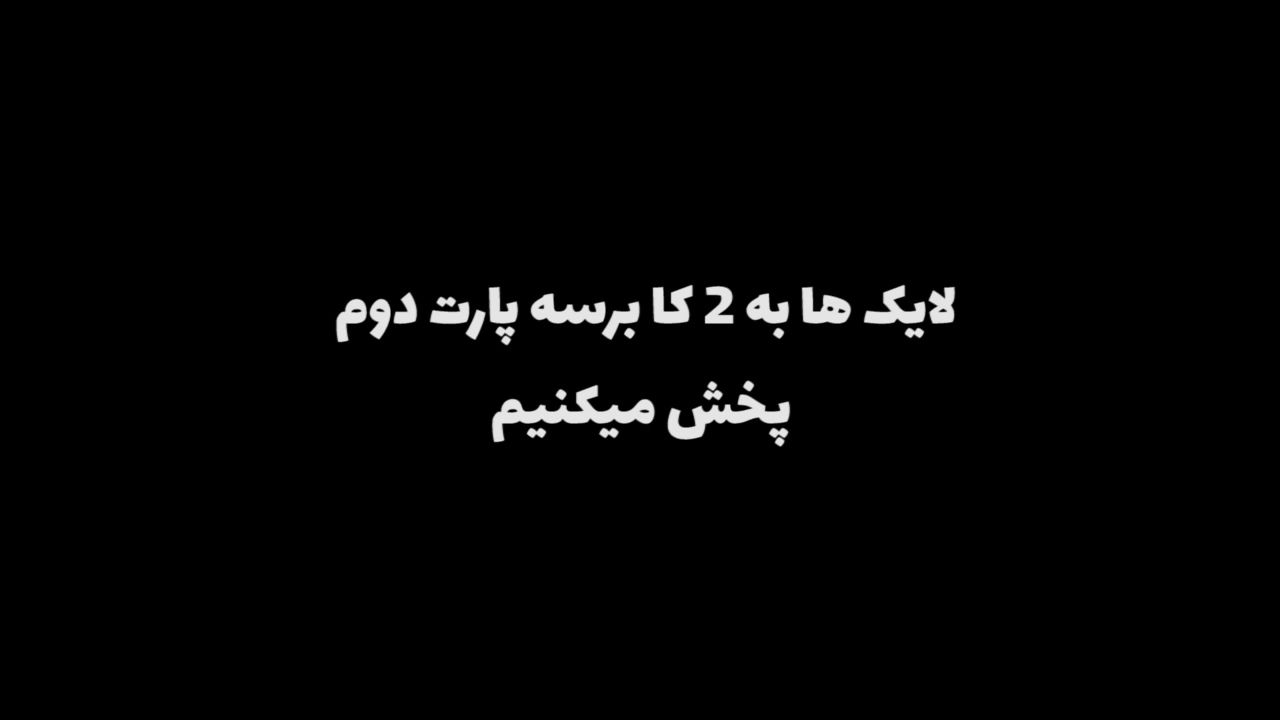 لایک ها به 2 کا برسه پارت دوم
پخش میکنیم